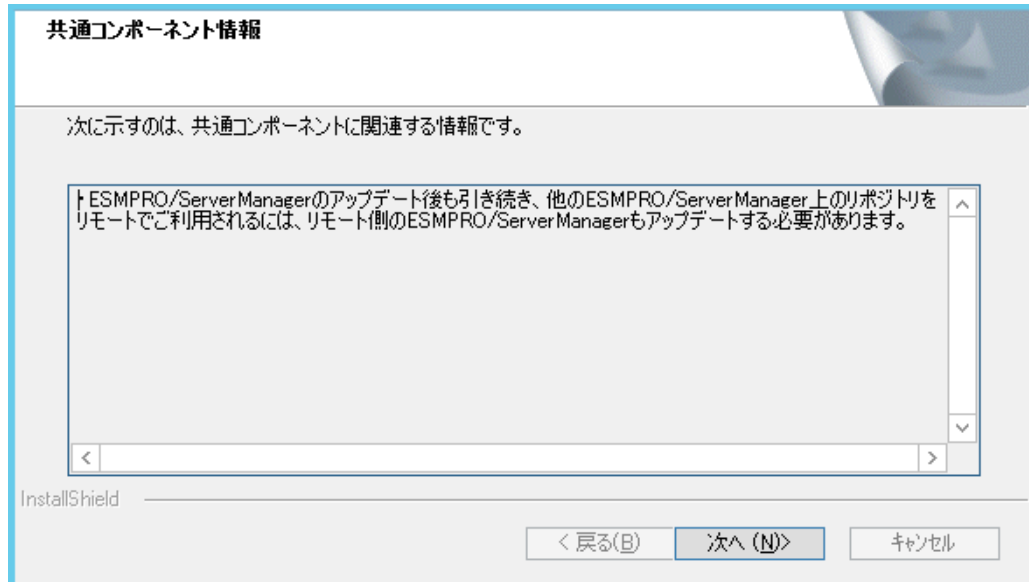 共通コンポーネント情報
次に示すのは、共通コンポーネントに関連する情報です。
ESMPRO/ServerManagerのアップデート後も引き続き、他のESMPRO/ServerManager上のリポジトリを
リモートでご利用されるには、リモート側のESMPRO/ServerManagerもアップデートする必要があります。
InstallShield
< 戻る(B)
次へ (N)>
キャンセル